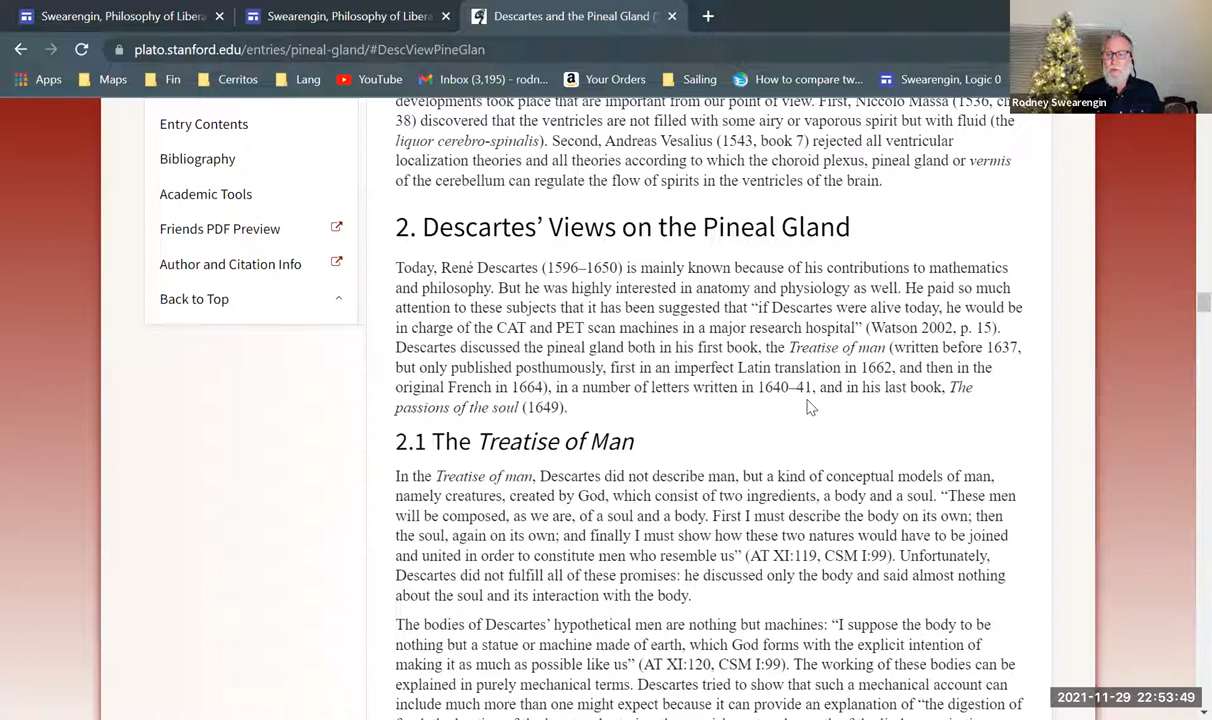 Swearengin, Philosophy of Libera
Swearengin, Philosophy of Libera
Descartes and the Pineal Gland (
plato.stanford.edu/entries/pineal-gland/#DescViewPineGlan
Apps
Maps
Fin
Cerritos
Lang
YouTube
Inbox (3,195) - rodn...
Your Orders
Sailing
How to compare tw...
Swearengin, Logic 0
Rodney Swearengin
Entry Contents
Bibliography
Academic Tools
Friends PDF Preview
Author and Citation Info
Back to Top
developments took place that are important from our point of view. First, Niccolo Massa (1536, ch
38) discovered that the ventricles are not filled with some airy or vaporous spirit but with fluid (the
liquor cerebro-spinalis). Second, Andreas Vesalius (1543, book 7) rejected all ventricular
localization theories and all theories according to which the choroid plexus, pineal gland or vermis
of the cerebellum can regulate the flow of spirits in the ventricles of the brain.
2. Descartes’ Views on the Pineal Gland
Today, René Descartes (1596–1650) is mainly known because of his contributions to mathematics
and philosophy. But he was highly interested in anatomy and physiology as well. He paid so much
attention to these subjects that it has been suggested that “if Descartes were alive today, he would be
in charge of the CAT and PET scan machines in a major research hospital” (Watson 2002, p. 15).
Descartes discussed the pineal gland both in his first book, the Treatise of man (written before 1637,
but only published posthumously, first in an imperfect Latin translation in 1662, and then in the
original French in 1664), in a number of letters written in 1640–41, and in his last book, The
passions of the soul (1649).
2.1 The Treatise of Man
In the Treatise of man, Descartes did not describe man, but a kind of conceptual models of man,
namely creatures, created by God, which consist of two ingredients, a body and a soul. “These men
will be composed, as we are, of a soul and a body. First I must describe the body on its own; then
the soul, again on its own; and finally I must show how these two natures would have to be joined
and united in order to constitute men who resemble us” (AT XI:119, CSM I:99). Unfortunately,
Descartes did not fulfill all of these promises: he discussed only the body and said almost nothing
about the soul and its interaction with the body.
The bodies of Descartes’ hypothetical men are nothing but machines: “I suppose the body to be
nothing but a statue or machine made of earth, which God forms with the explicit intention of
making it as much as possible like us” (AT XI:120, CSM I:99). The working of these bodies can be
explained in purely mechanical terms. Descartes tried to show that such a mechanical account can
include much more than one might expect because it can provide an explanation of “the digestion of
2021-11-29 22:53:49